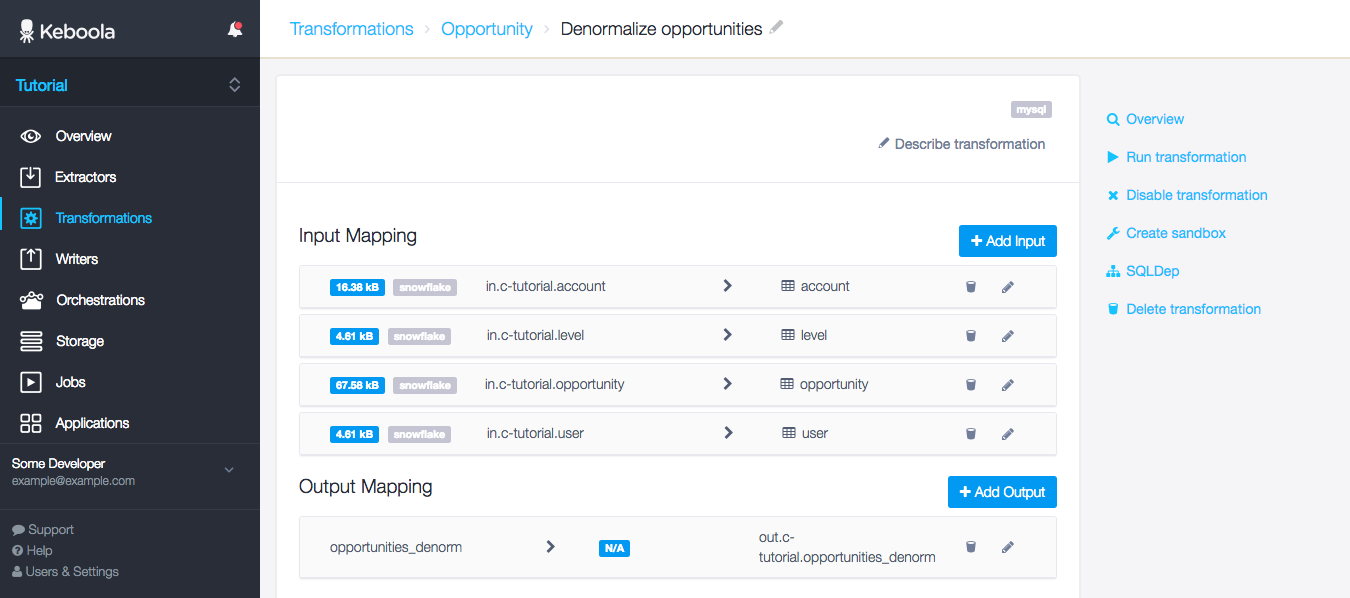 Keboola
Transformations › Opportunity › Denormalize opportunities
Tutorial
Overview
Extractors
Transformations
Writers
Orchestrations
Storage
Jobs
Applications
Some Developer
example@example.com
Support
Help
Users & Settings
mysql
Describe transformation
Input Mapping
Add Input
16.38 kB snowflake in.c-tutorial.account account
4.61 kB snowflake in.c-tutorial.level level
67.58 kB snowflake in.c-tutorial.opportunity opportunity
4.61 kB snowflake in.c-tutorial.user user
Output Mapping
Add Output
opportunities_denorm N/A out.c-
tutorial.opportunities_denorm
Overview
Run transformation
Disable transformation
Create sandbox
SQLDep
Delete transformation